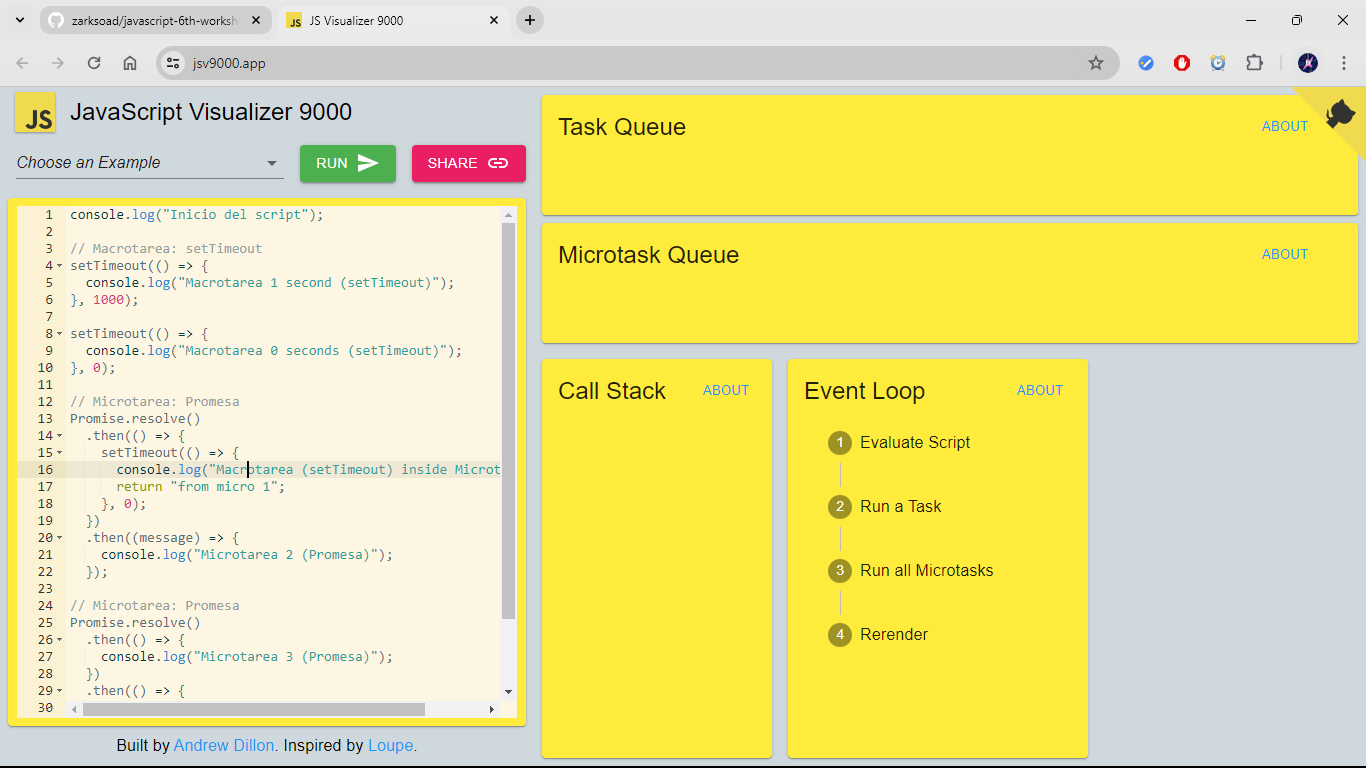 zarksoad/javascript-6th-worksh
JS Visualizer 9000
jsv9000.app
JS JavaScript Visualizer 9000
Choose an Example
RUN
SHARE
1 console.log("Inicio del script");
2
3 // Macrotarea: setTimeout
4 setTimeout(() => {
5 console.log("Macrotarea 1 second (setTimeout)");
6 }, 1000);
7
8 setTimeout(() => {
9 console.log("Macrotarea 0 seconds (setTimeout)");
10 }, 0);
11
12 // Microtarea: Promesa
13 Promise.resolve()
14 .then(() => {
15 setTimeout(() => {
16 console.log("Macrotarea (setTimeout) inside Microt
17 return "from micro 1";
18 }, 0);
19 })
20 .then((message) => {
21 console.log("Microtarea 2 (Promesa)");
22 });
23
24 // Microtarea: Promesa
25 Promise.resolve()
26 .then(() => {
27 console.log("Microtarea 3 (Promesa)");
28 })
29 .then(() => {
30
Built by Andrew Dillon. Inspired by Loupe.
Task Queue
ABOUT
Microtask Queue
ABOUT
Call Stack
ABOUT
Event Loop
ABOUT
1 Evaluate Script
2 Run a Task
3 Run all Microtasks
4 Rerender